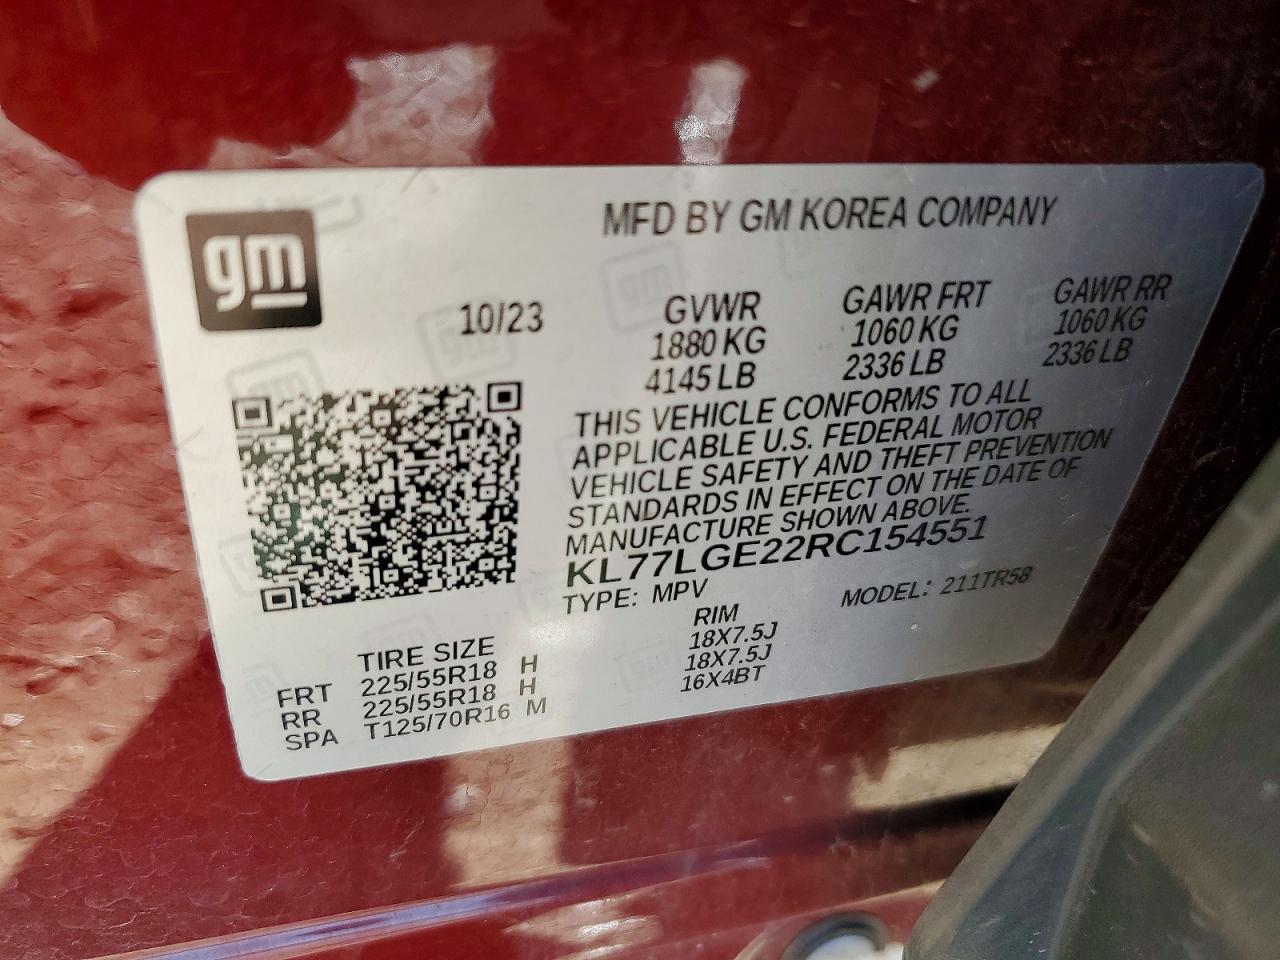 gm
MFD BY GM KOREA COMPANY
10/23
GVWR GAWR FRT GAWR RR
1880 KG 1060 KG 1060 KG
4145 LB 2336 LB 2336 LB
THIS VEHICLE CONFORMS TO ALL
APPLICABLE U.S. FEDERAL MOTOR
VEHICLE SAFETY AND THEFT PREVENTION
STANDARDS IN EFFECT ON THE DATE OF
MANUFACTURE SHOWN ABOVE.
KL77LGE22RC154551
TYPE: MPV MODEL: 211TR58
TIRE SIZE RIM
FRT 225/55R18 H 18X7.5J
RR 225/55R18 H 18X7.5J
SPA T125/70R16 M 16X4BT